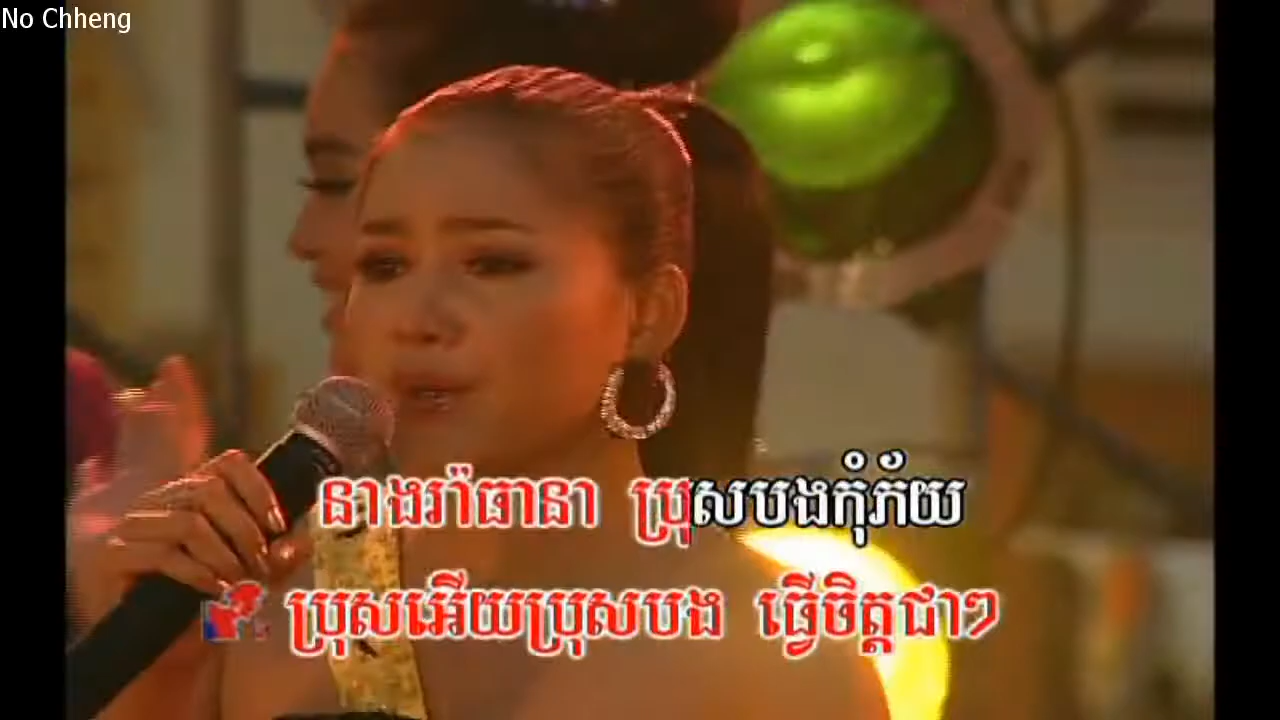 No Chheng
នាងរ៉ាធានា ប្រុសបងកុំភ័យ
ប្រុសអើយប្រុសបង ធ្វើចិត្តជាៗ